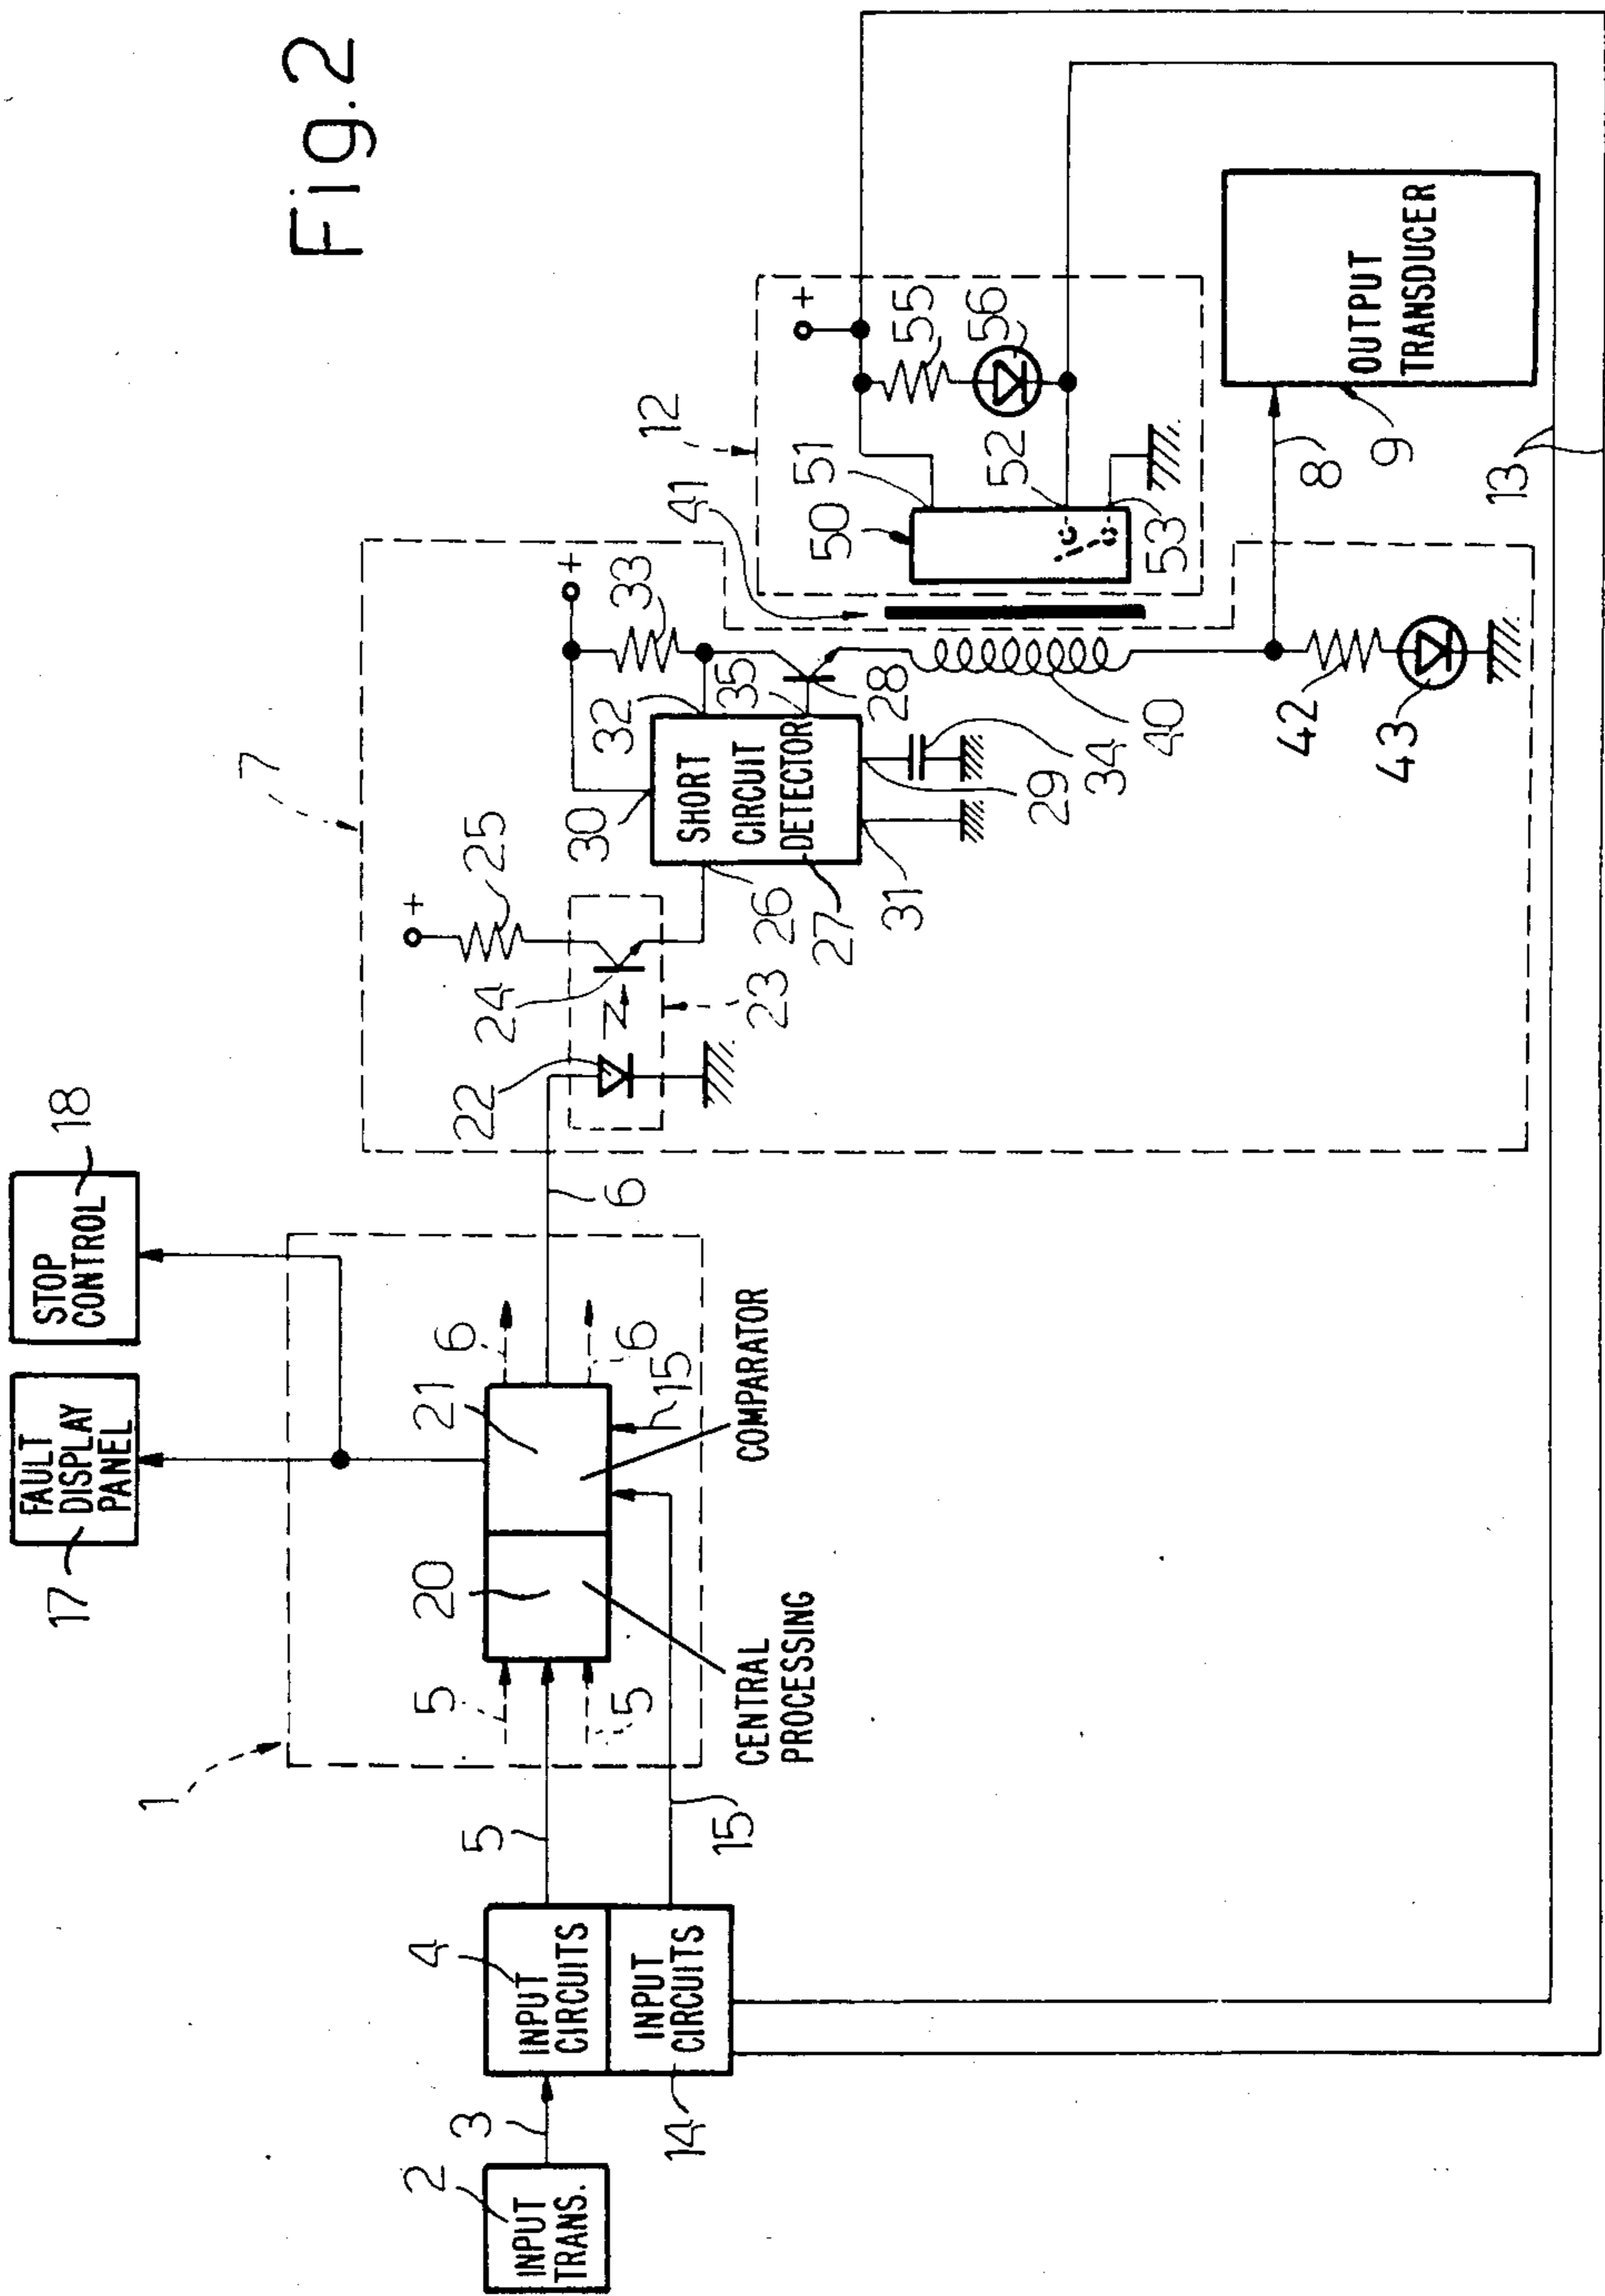 Fig.2
FAULT
DISPLAY
PANEL
17
STOP
CONTROL
18
1
7
12
2
INPUT
TRANS.
3
4
INPUT
CIRCUITS
INPUT
CIRCUITS
14
5
15
5
5
20
21
6
6
6
15
CENTRAL
PROCESSING
COMPARATOR
22
24
23
+
25
26
27
30
31
SHORT
CIRCUIT
DETECTOR
32
35
28
29
34
40
+
33
41
50
51
52
53
+
55
56
42
43
8
9
13
OUTPUT
TRANSDUCER